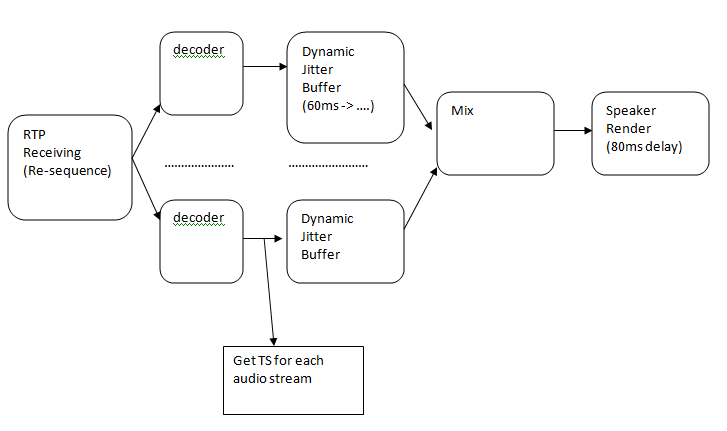 RTP
Receiving
(Re-sequence)
decoder
Dynamic
Jitter
Buffer
(60ms -> ....)
Mix
Speaker
Render
(80ms delay)
......................
.........................
decoder
Dynamic
Jitter
Buffer
Get TS for each
audio stream